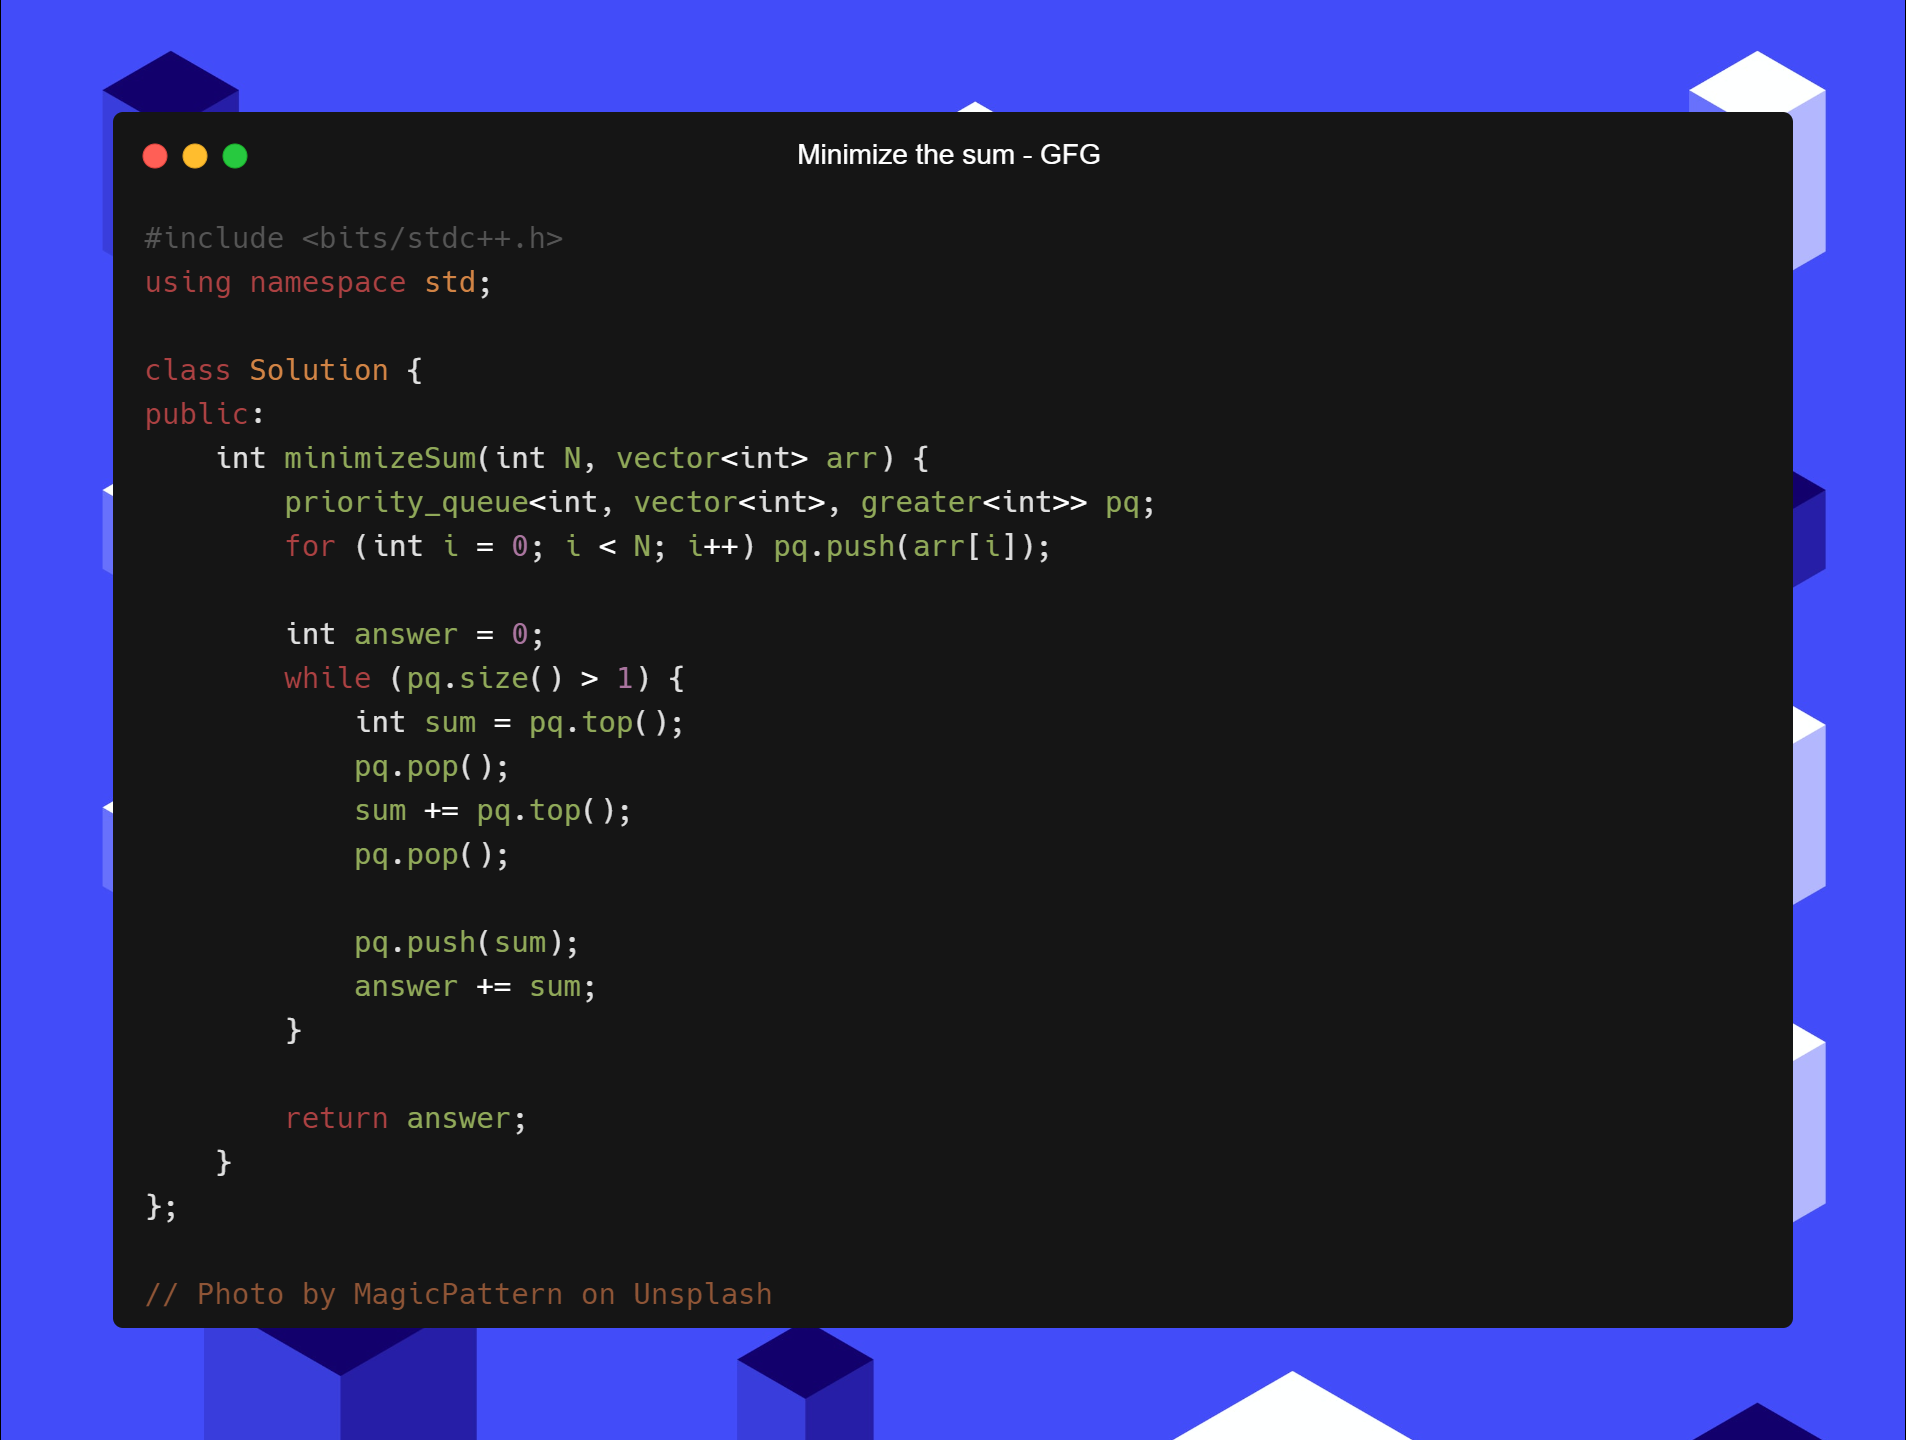 Minimize the sum - GFG
#include <bits/stdc++.h>
using namespace std;
class Solution {
public:
    int minimizeSum(int N, vector<int> arr) {
        priority_queue<int, vector<int>, greater<int>> pq;
        for (int i = 0; i < N; i++) pq.push(arr[i]);
        int answer = 0;
        while (pq.size() > 1) {
            int sum = pq.top();
            pq.pop();
            sum += pq.top();
            pq.pop();
            pq.push(sum);
            answer += sum;
        }
        return answer;
    }
};
// Photo by MagicPattern on Unsplash